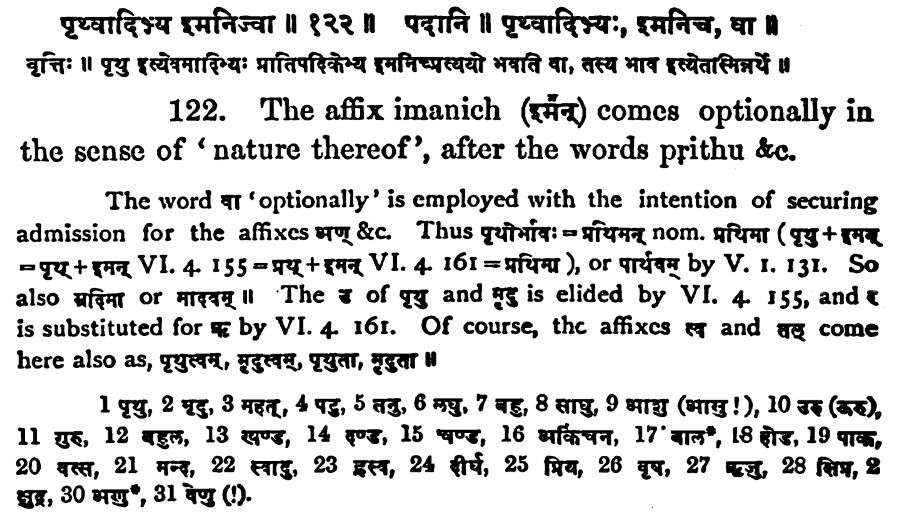 पृथ्वादिभ्य इमनिज्वा ॥ १२२ ॥ पदानि ॥ पृथ्वादिभ्यः, इमनिच, वा ॥
वृत्तिः ॥ पृथु इत्येवमादिभ्यः प्रातिपदिकेभ्य इमनिच्प्रत्ययो भवति वा, तस्य भाव इत्येतस्मिन्नर्थे ॥
122. The affix imanich (इमँन्) comes optionally in
the sense of ‘ nature thereof’, after the words pṛithu &c.
The word वा ‘optionally’ is employed with the intention of securing
admission for the affixes अण् &c. Thus पृथोर्भावः = प्रथिमन् nom. प्रथिमा ( पृथु + इमन्
= पृथ् + इमन् VI. 4. 155 = प्रथ् + इमन् VI. 4. 161 = प्रथिमा ), or पार्थवम् by V. 1. 131. So
also म्रदिमा or मार्दवम् ॥ The उ of पृथु and मृदु is elided by VI. 4. 155, and र
is substituted for ऋ by VI. 4. 161. Of course, the affixes त्व and तल् come
here also as, पृथुत्वम्, मृदुत्वम्, पृथुता, मृदुता ॥
1 पृथु, 2 मृदु, 3 महत्, 4 पटु, 5 तनु, 6 लघु, 7 बहु, 8 साधु, 9 आशु (आसु !), 10 उरु (ऊरु),
11 गुरु, 12 बहुल, 13 खण्ड, 14 दण्ड, 15 चण्ड, 16 अकिंचन, 17 बाल*, 18 होड, 19 पाक,
20 वत्स, 21 मन्द, 22 स्वादु, 23 ह्रस्व, 24 दीर्घ, 25 प्रिय, 26 वृष, 27 ऋजु, 28 क्षिप्र, 2
क्षुद्र, 30 अणु*, 31 वेणु (!).